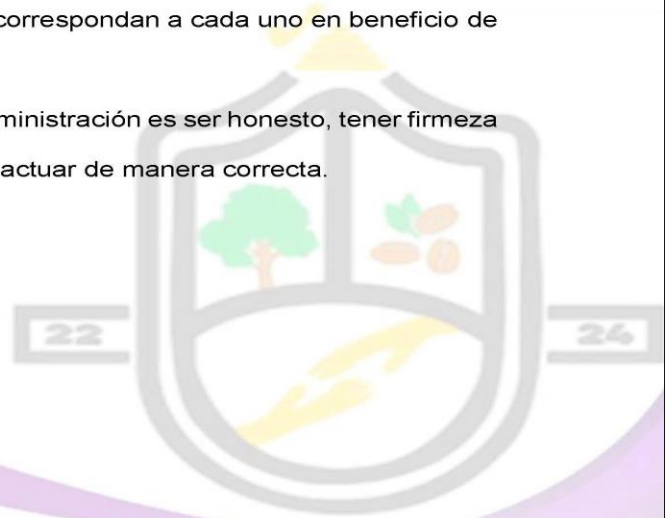 correspondan a cada uno en beneficio de
ministración es ser honesto, tener firmeza
actuar de manera correcta.
22
24